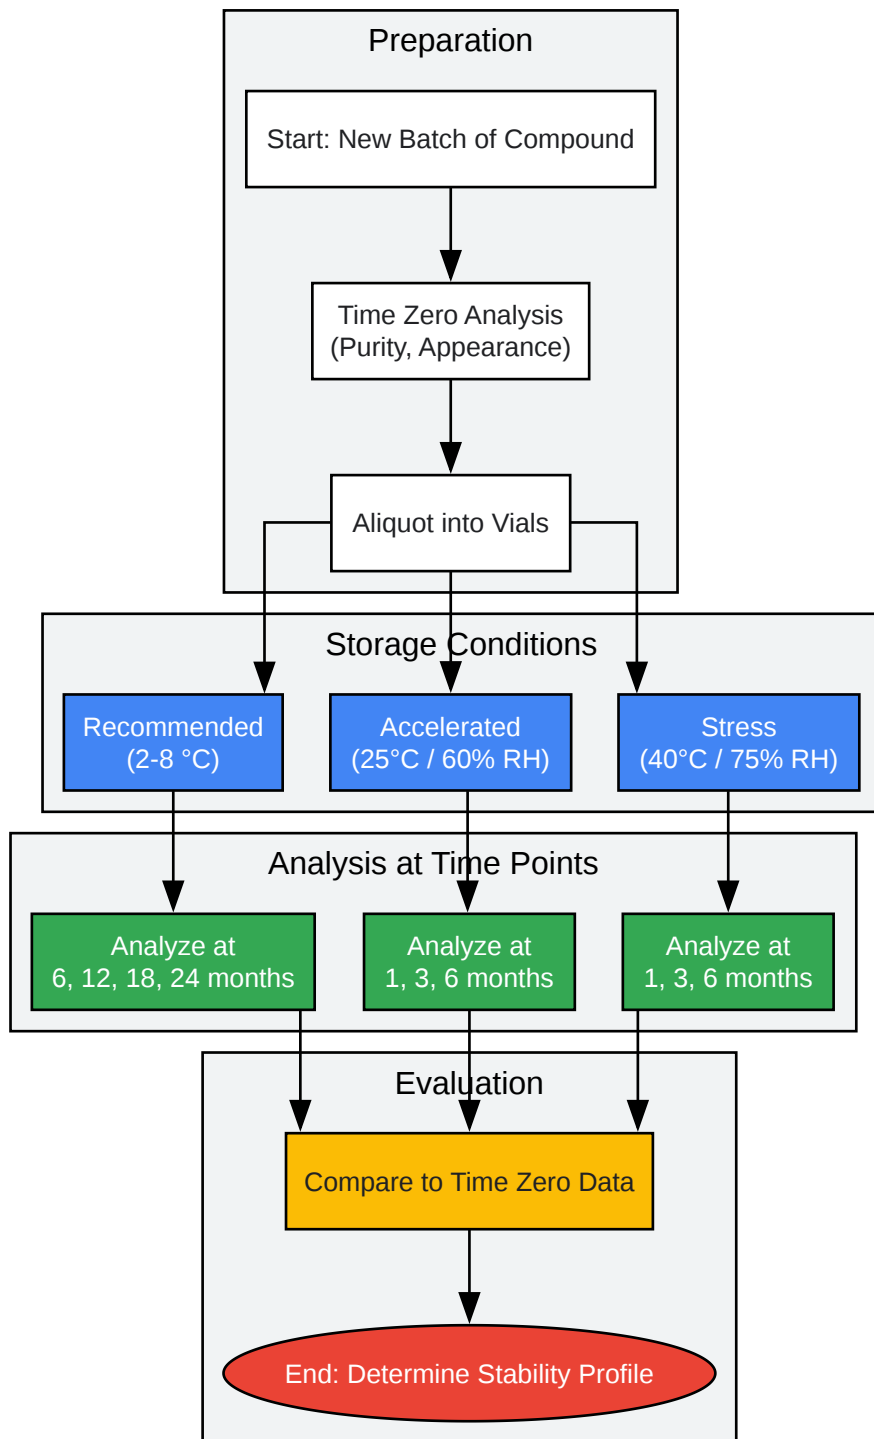 Preparation
Start: New Batch of Compound
Time Zero Analysis
(Purity, Appearance)
Aliquot into Vials
Storage Conditions
Recommended
(2-8 °C)
Accelerated
(25°C / 60% RH)
Stress
(40°C / 75% RH)
Analysis at Time Points
Analyze at
6, 12, 18, 24 months
Analyze at
1, 3, 6 months
Analyze at
1, 3, 6 months
Evaluation
Compare to Time Zero Data
End: Determine Stability Profile